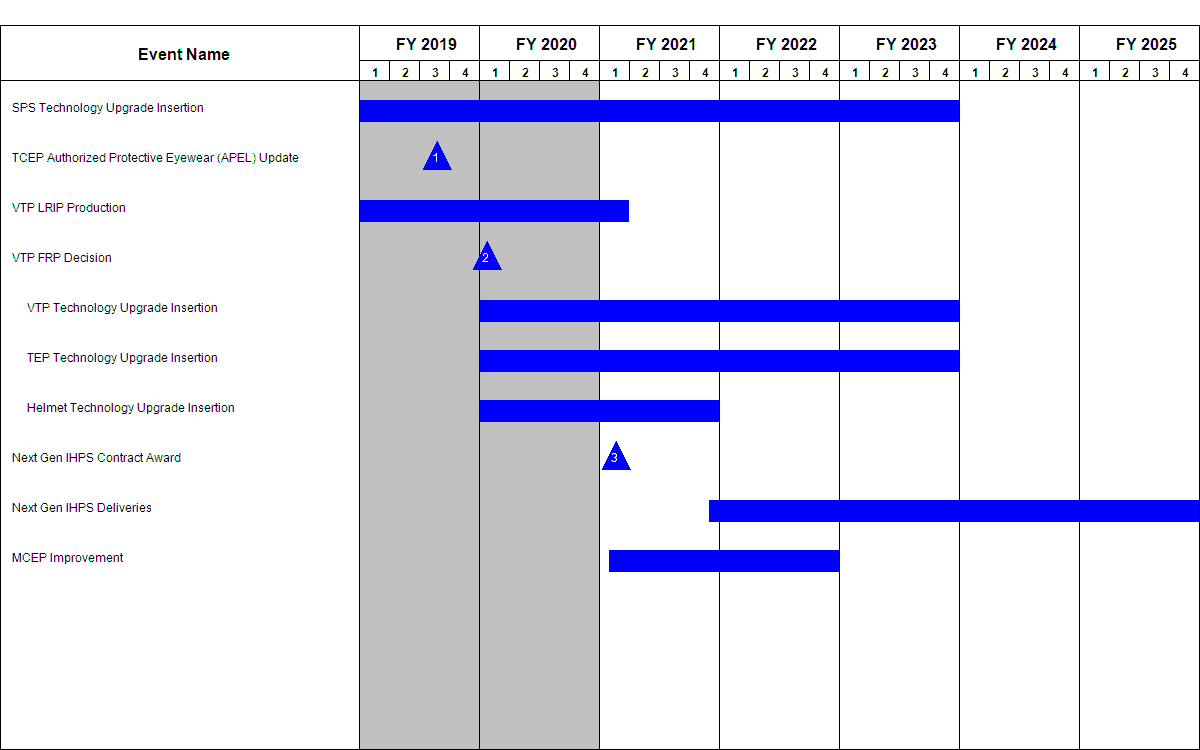 Event Name FY 2019 FY 2020 FY 2021 FY 2022 FY 2023 FY 2024 FY 2025
1 2 3 4 1 2 3 4 1 2 3 4 1 2 3 4 1 2 3 4 1 2 3 4 1 2 3 4
SPS Technology Upgrade Insertion
TCEP Authorized Protective Eyewear (APEL) Update 1
VTP LRIP Production
VTP FRP Decision 2
VTP Technology Upgrade Insertion
TEP Technology Upgrade Insertion
Helmet Technology Upgrade Insertion
Next Gen IHPS Contract Award 3
Next Gen IHPS Deliveries
MCEP Improvement